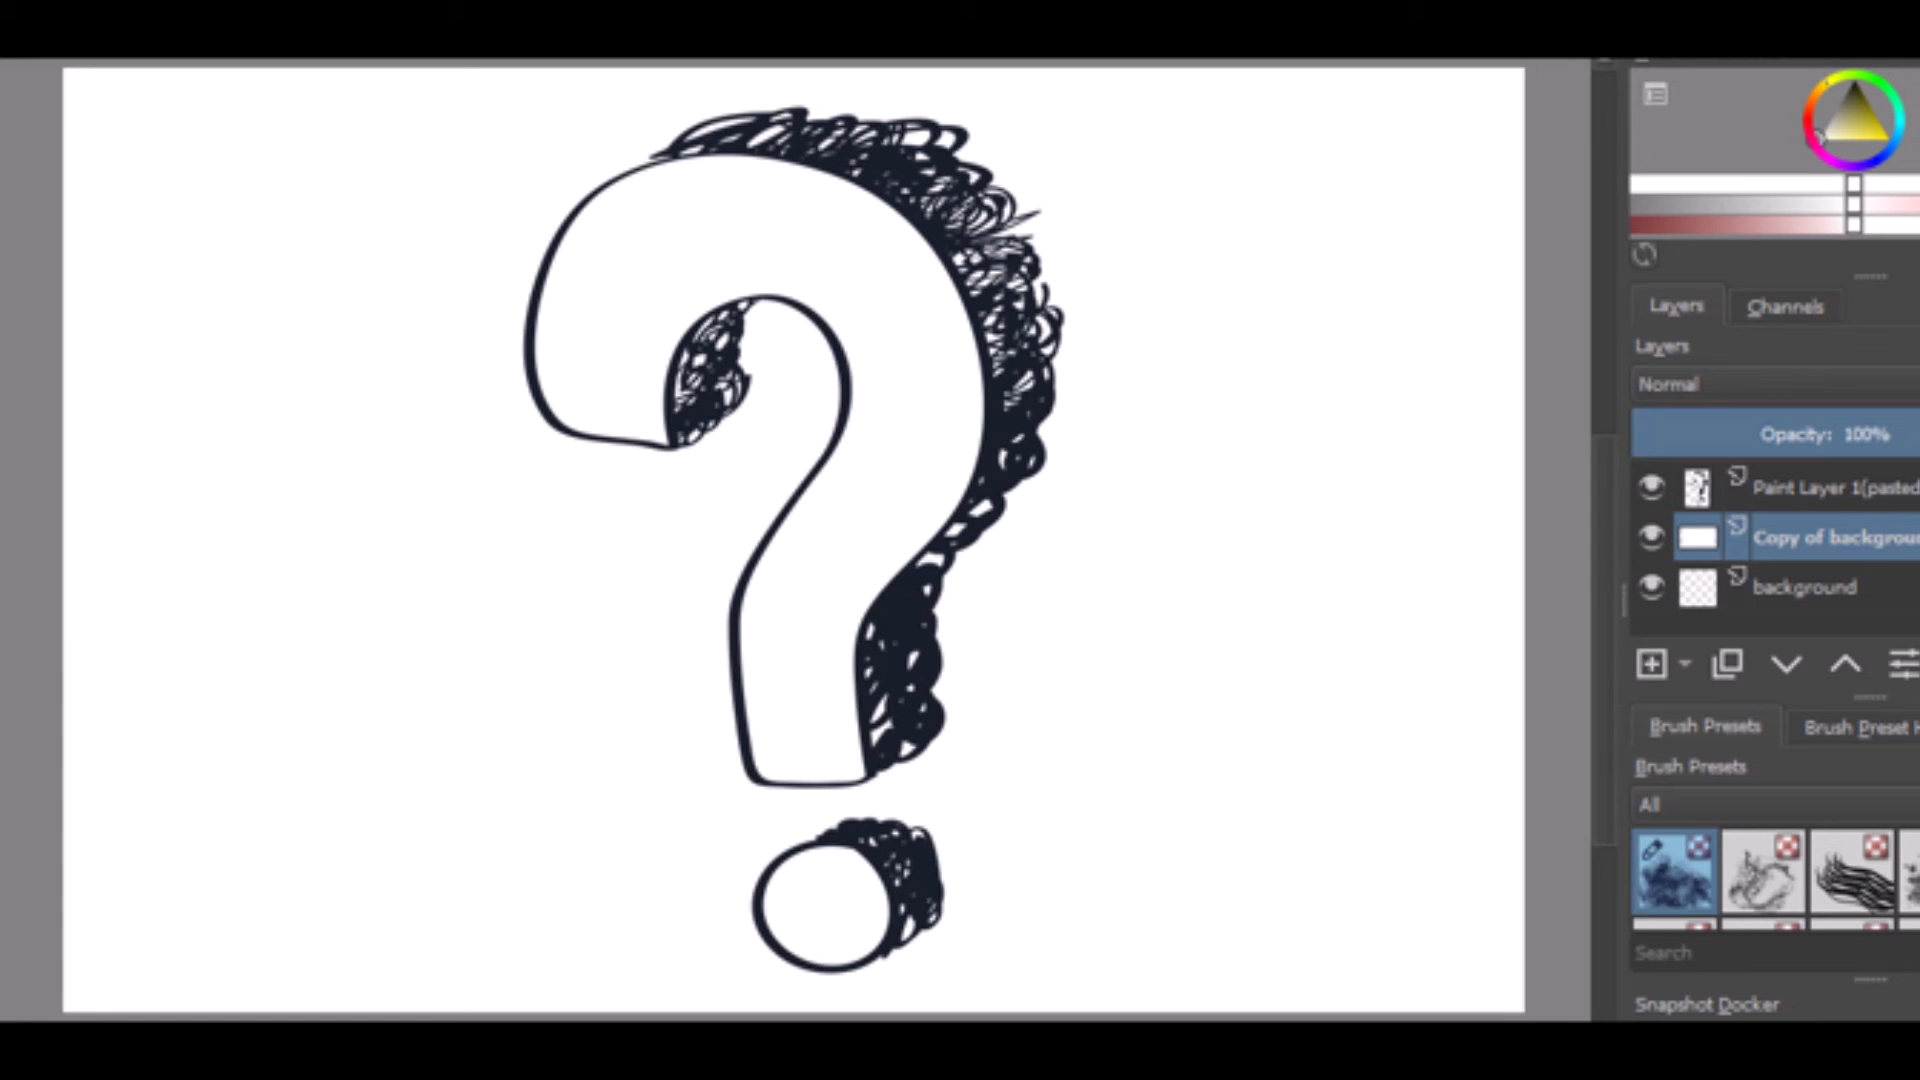 ?
Layers Channels
Layers
Normal
Opacity: 100%
Paint Layer 1(pasted
Copy of backgroun
background
Brush Presets Brush Preset H
Brush Presets
All
Search
Snapshot Docker